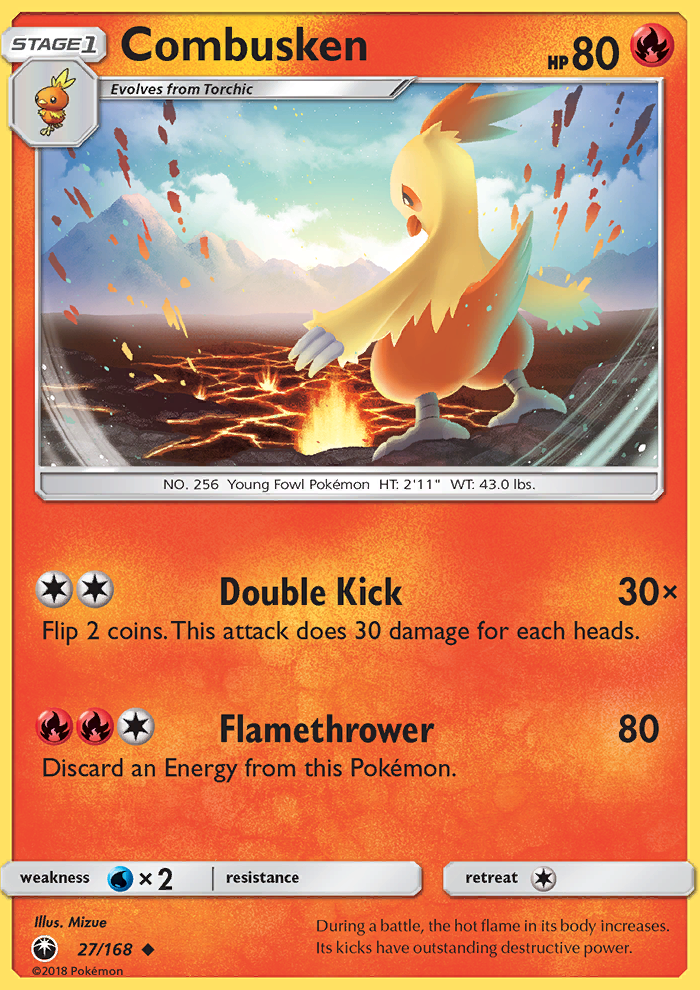 STAGE1 Combusken HP 80
Evolves from Torchic
NO. 256 Young Fowl Pokémon HT: 2'11" WT: 43.0 lbs.
Double Kick 30×
Flip 2 coins. This attack does 30 damage for each heads.
Flamethrower 80
Discard an Energy from this Pokémon.
weakness × 2 resistance retreat
Illus. Mizue
27/168
©2018 Pokémon
During a battle, the hot flame in its body increases.
Its kicks have outstanding destructive power.